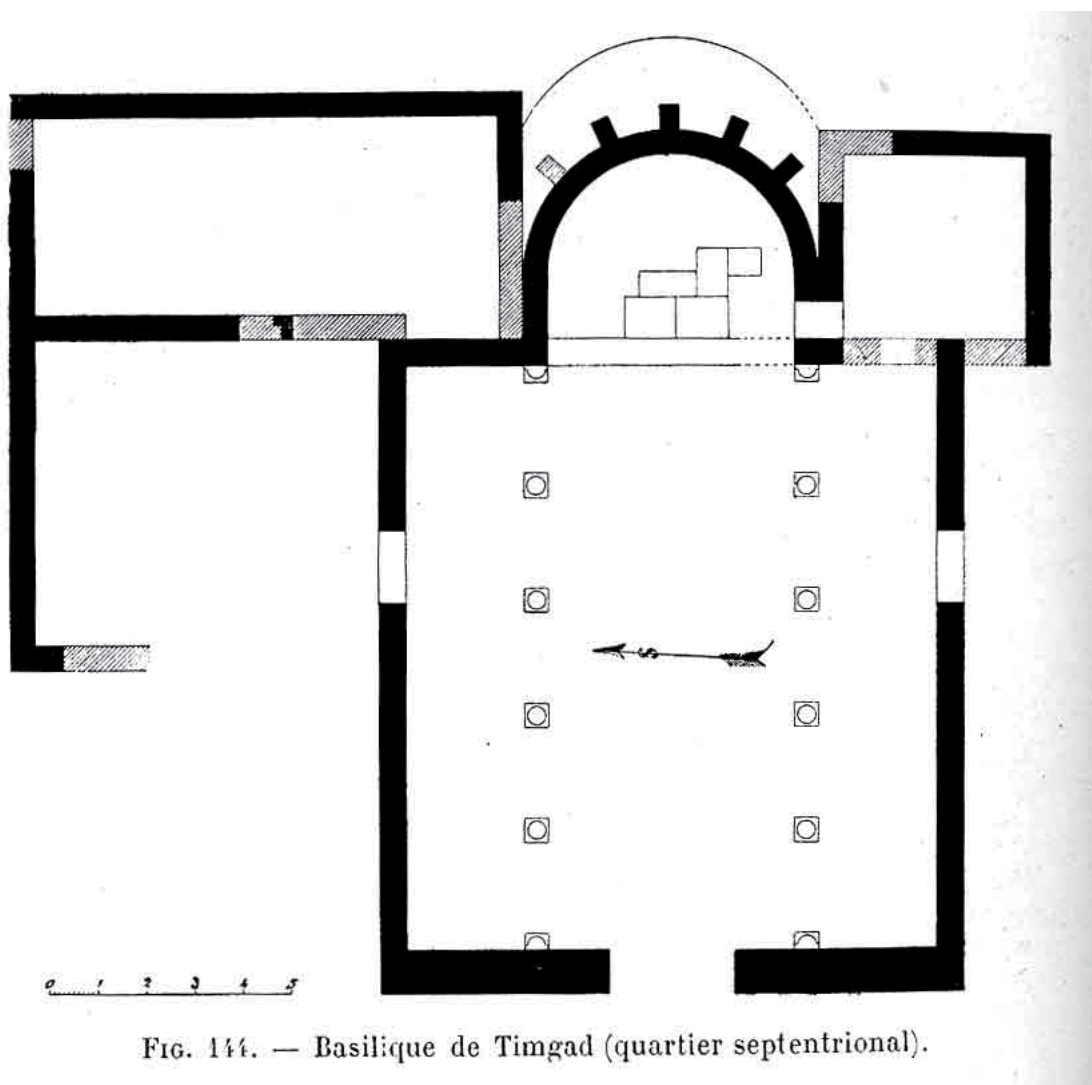 0 1 2 3 4 5
FIG. 144. — Basilique de Timgad (quartier septentrional).